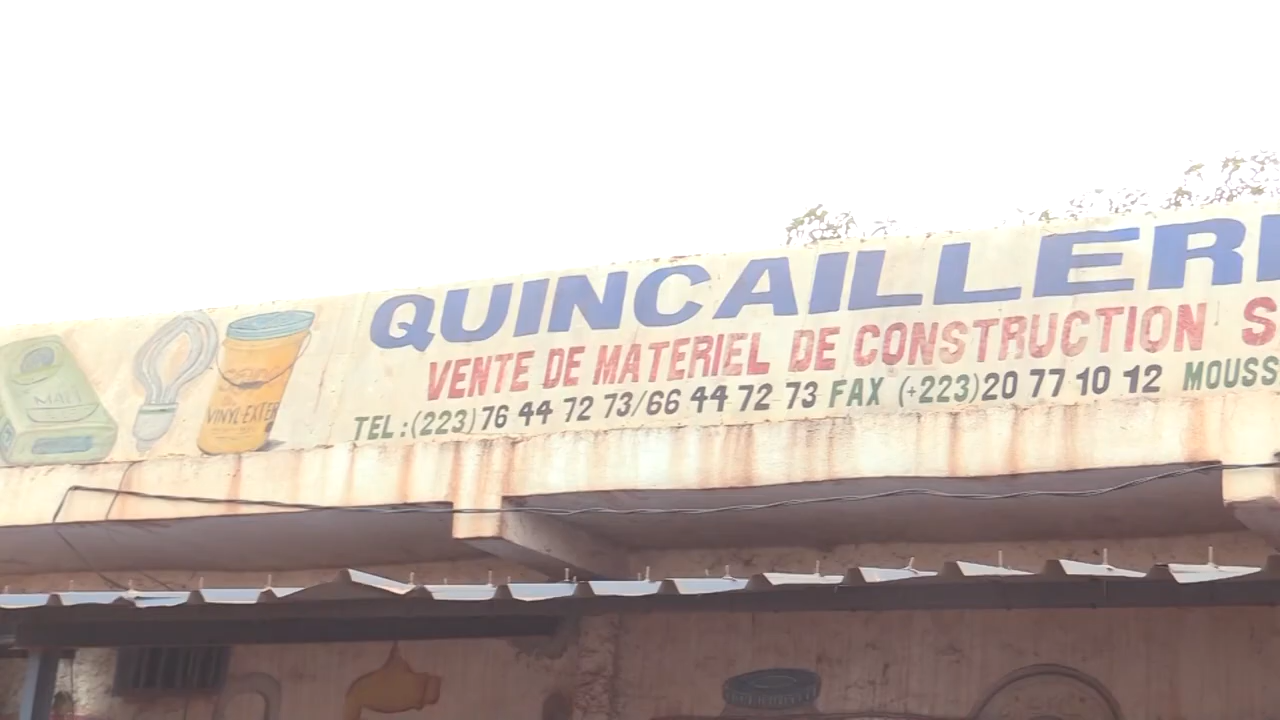 QUINCAILLERI
VENTE DE MATERIEL DE CONSTRUCTION S
TEL:(223)76 44 72 73/66 44 72 73 FAX (+223)20 77 10 12 MOUSS
MALI
VINYL-EXTER